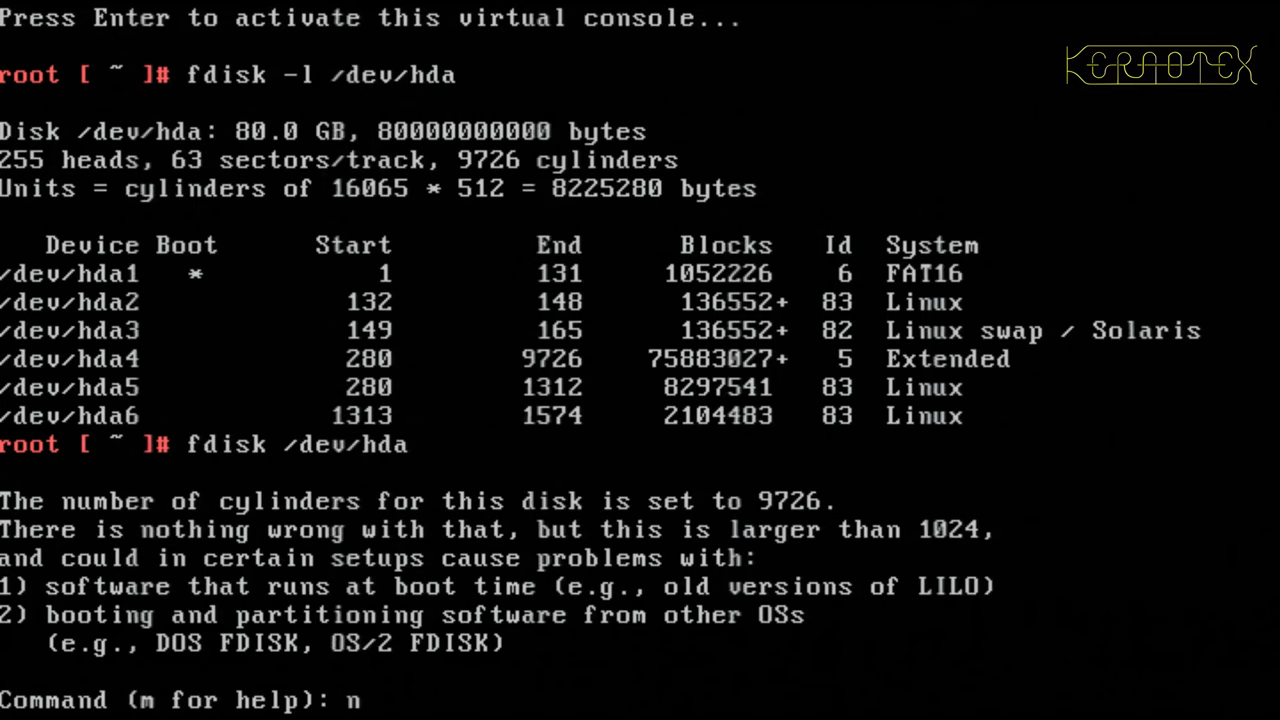 Press Enter to activate this virtual console...
KERNOTEX
root [ ~ ]# fdisk -l /dev/hda
Disk /dev/hda: 80.0 GB, 80000000000 bytes
255 heads, 63 sectors/track, 9726 cylinders
Units = cylinders of 16065 * 512 = 8225280 bytes
Device Boot Start End Blocks Id System
/dev/hda1 * 1 131 1052226 6 FAT16
/dev/hda2 132 148 136552+ 83 Linux
/dev/hda3 149 165 136552+ 82 Linux swap / Solaris
/dev/hda4 280 9726 75883027+ 5 Extended
/dev/hda5 280 1312 8297541 83 Linux
/dev/hda6 1313 1574 2104483 83 Linux
root [ ~ ]# fdisk /dev/hda
The number of cylinders for this disk is set to 9726.
There is nothing wrong with that, but this is larger than 1024,
and could in certain setups cause problems with:
1) software that runs at boot time (e.g., old versions of LILO)
2) booting and partitioning software from other OSs
(e.g., DOS FDISK, OS/2 FDISK)
Command (m for help): n